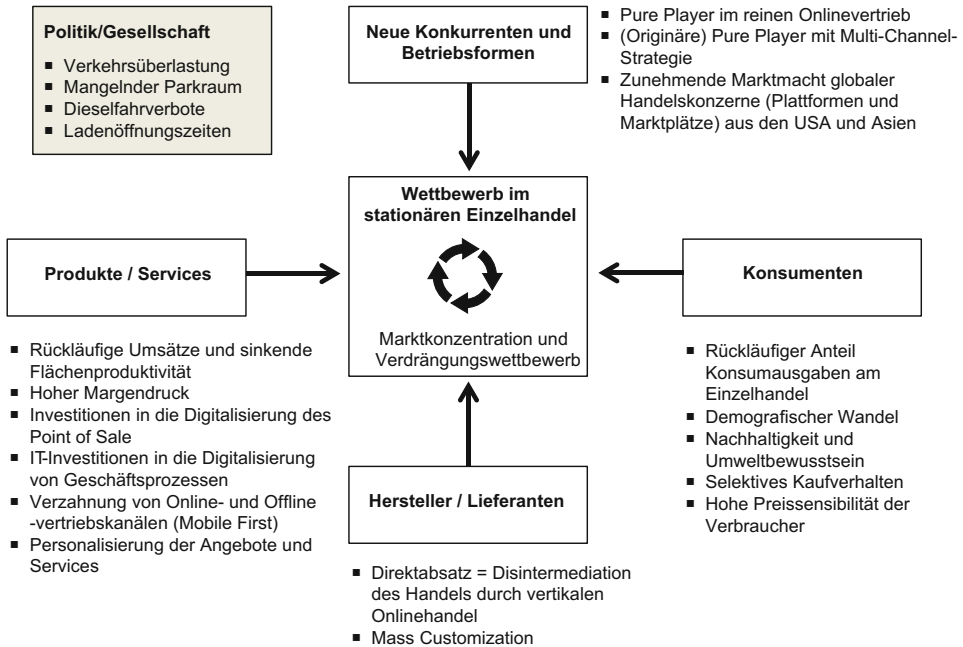 Politik/Gesellschaft
▪ Verkehrsüberlastung
▪ Mangelnder Parkraum
▪ Dieselfahrverbote
▪ Ladenöffnungszeiten
Neue Konkurrenten und
Betriebsformen
▪ Pure Player im reinen Onlinevertrieb
▪ (Originäre) Pure Player mit Multi-Channel-
Strategie
▪ Zunehmende Marktmacht globaler
Handelskonzerne (Plattformen und
Marktplätze) aus den USA und Asien
Wettbewerb im
stationären Einzelhandel
Marktkonzentration und
Verdrängungswettbewerb
Produkte / Services
▪ Rückläufige Umsätze und sinkende
Flächenproduktivität
▪ Hoher Margendruck
▪ Investitionen in die Digitalisierung des
Point of Sale
▪ IT-Investitionen in die Digitalisierung
von Geschäftsprozessen
▪ Verzahnung von Online- und Offline
-vertriebskanälen (Mobile First)
▪ Personalisierung der Angebote und
Services
Konsumenten
▪ Rückläufiger Anteil
Konsumausgaben am
Einzelhandel
▪ Demografischer Wandel
▪ Nachhaltigkeit und
Umweltbewusstsein
▪ Selektives Kaufverhalten
▪ Hohe Preissensibilität der
Verbraucher
Hersteller / Lieferanten
▪ Direktabsatz = Disintermediation
des Handels durch vertikalen
Onlinehandel
▪ Mass Customization